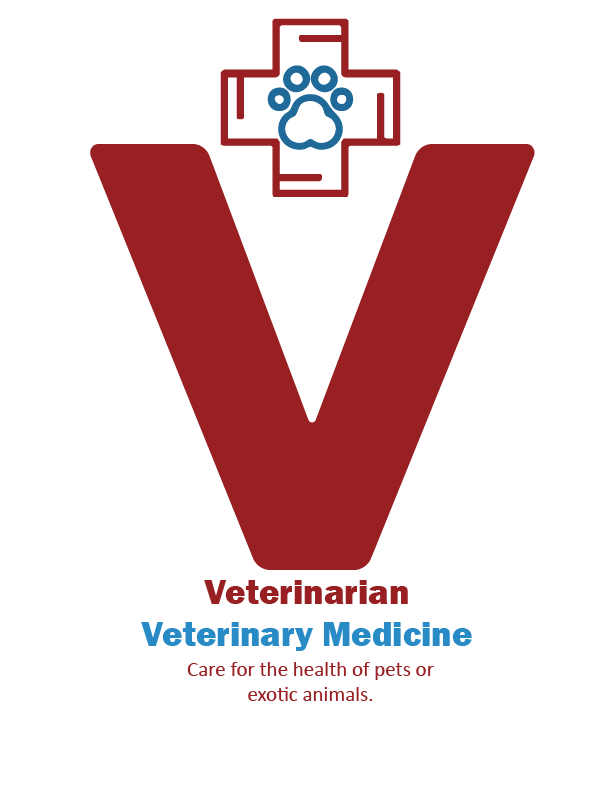 V
Veterinarian
Veterinary Medicine
Care for the health of pets or
exotic animals.